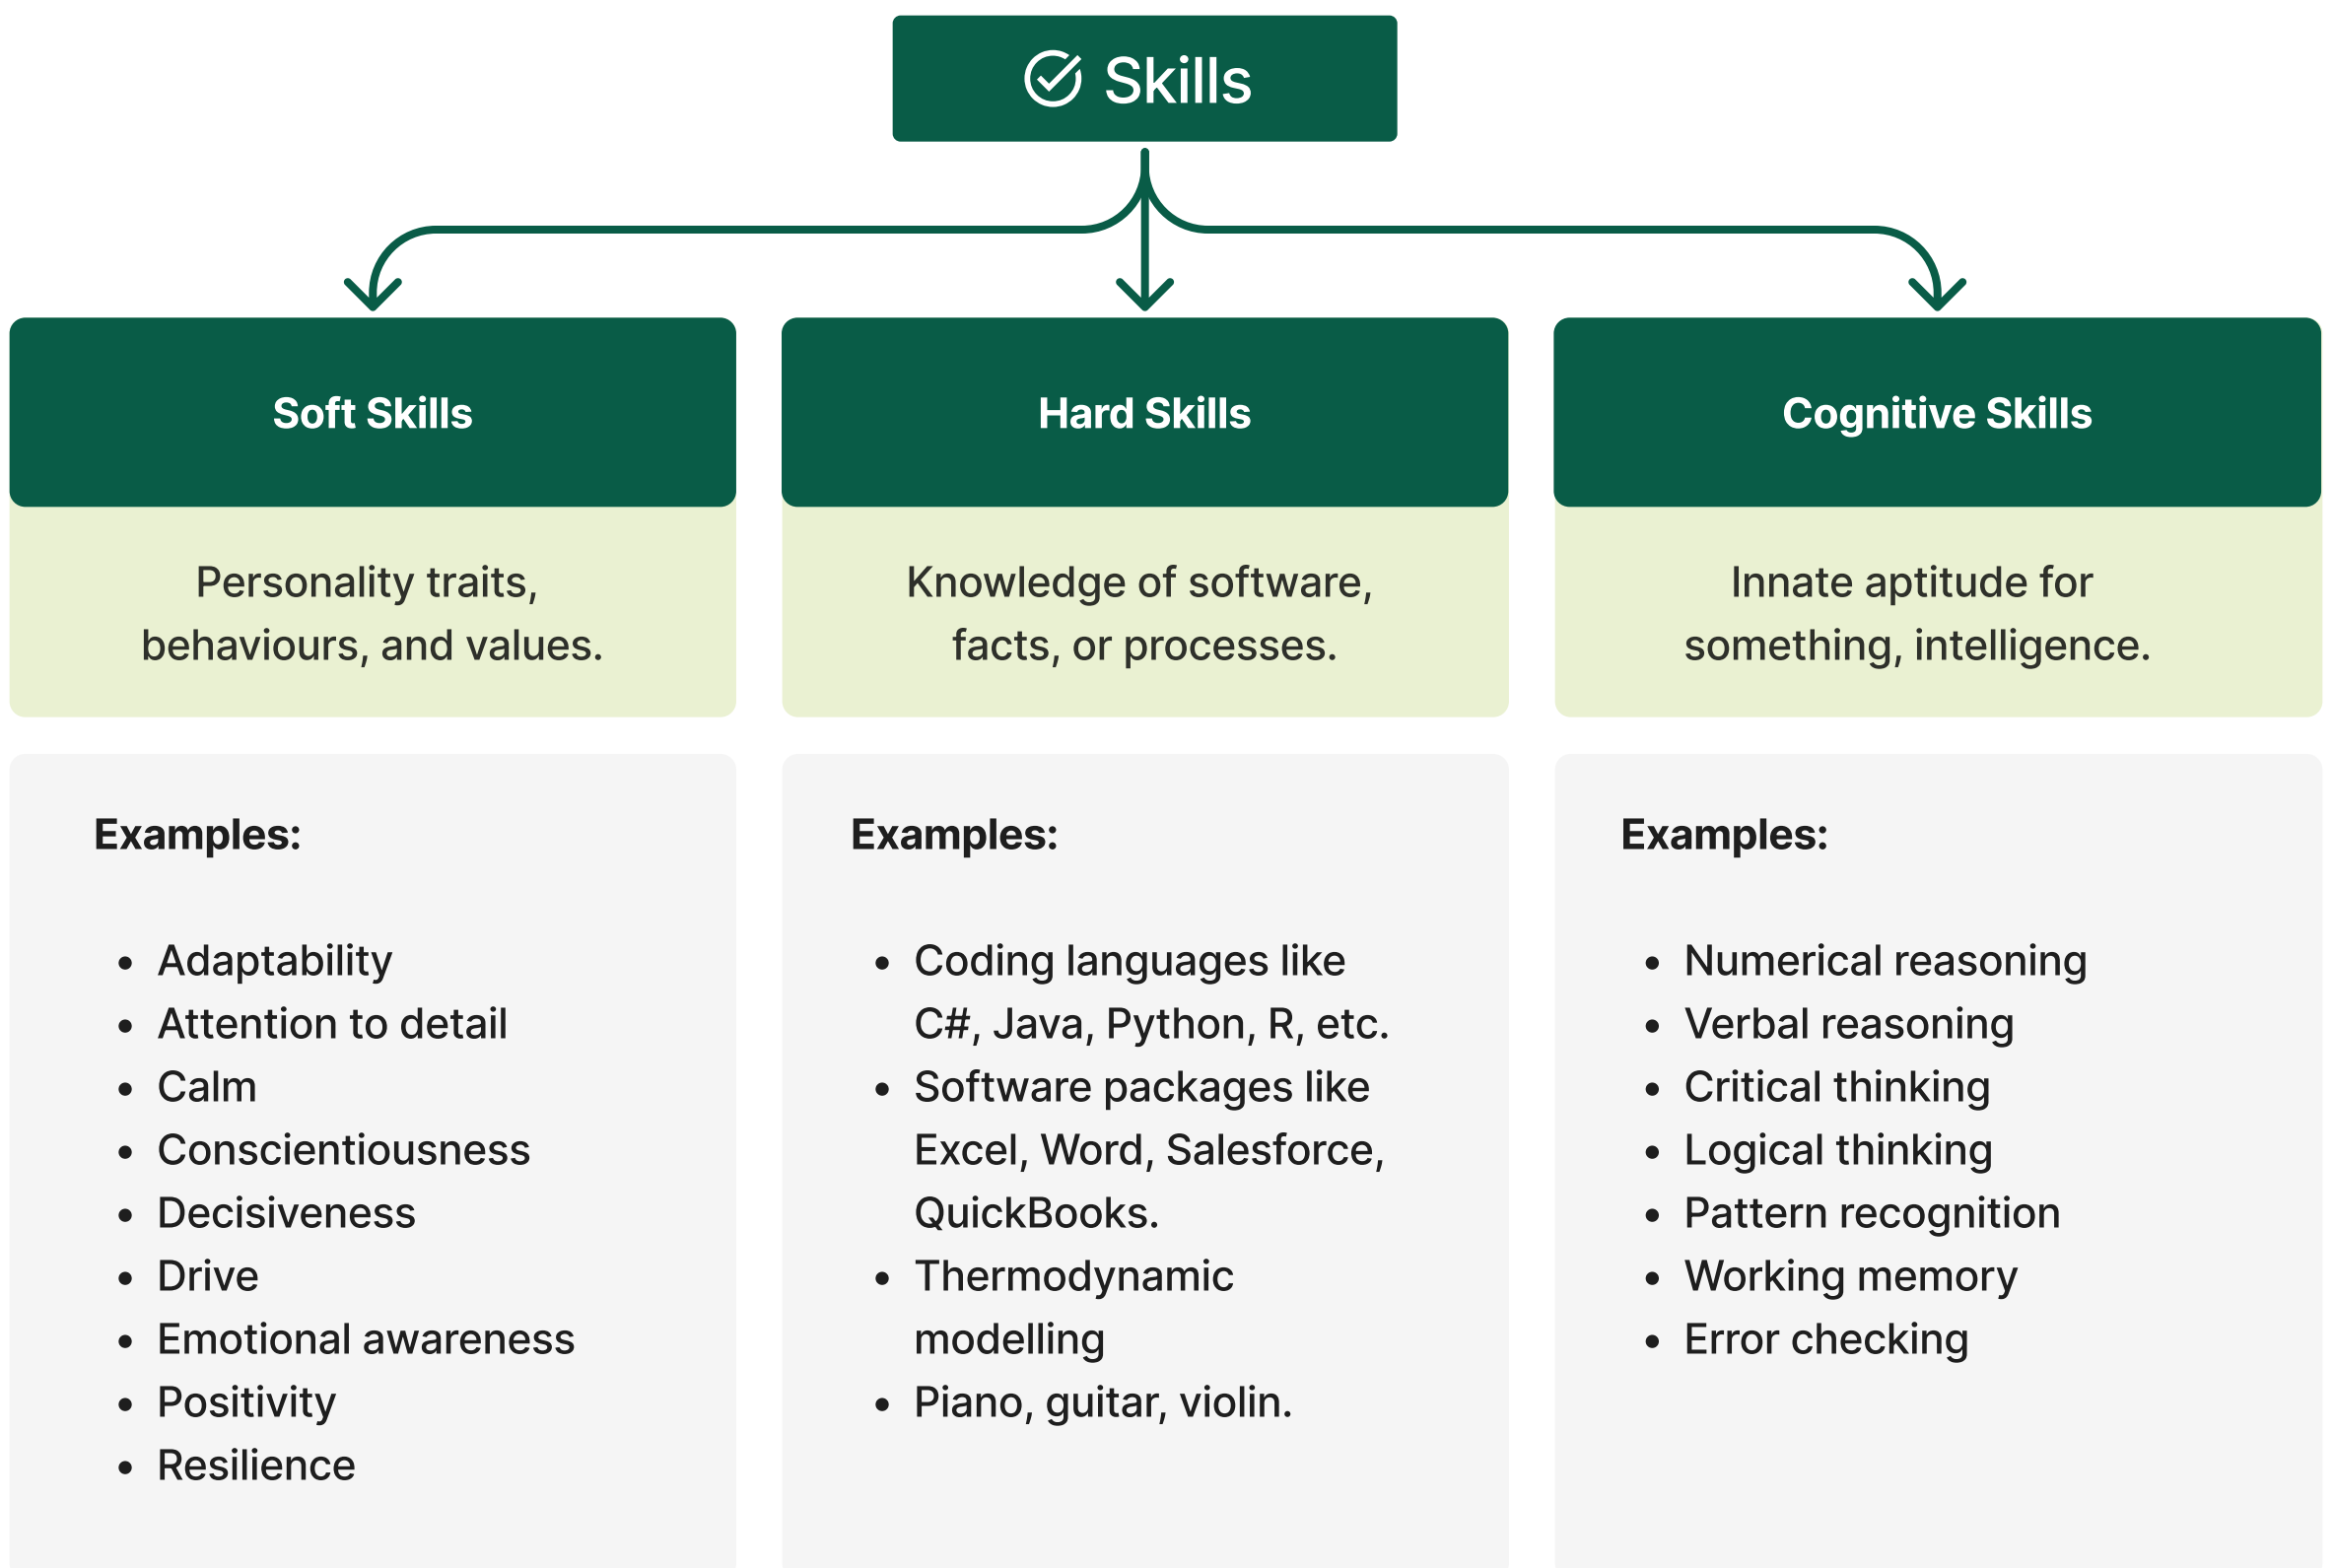 Skills
Soft Skills
Personality traits,
behaviours, and values.
Examples:
• Adaptability
• Attention to detail
• Calm
• Conscientiousness
• Decisiveness
• Drive
• Emotional awareness
• Positivity
• Resilience
Hard Skills
Knowledge of software,
facts, or processes.
Examples:
• Coding languages like
C#, Java, Python, R, etc.
• Software packages like
Excel, Word, Salesforce,
QuickBooks.
• Thermodynamic
modelling
• Piano, guitar, violin.
Cognitive Skills
Innate aptitude for
something, intelligence.
Examples:
• Numerical reasoning
• Verbal reasoning
• Critical thinking
• Logical thinking
• Pattern recognition
• Working memory
• Error checking